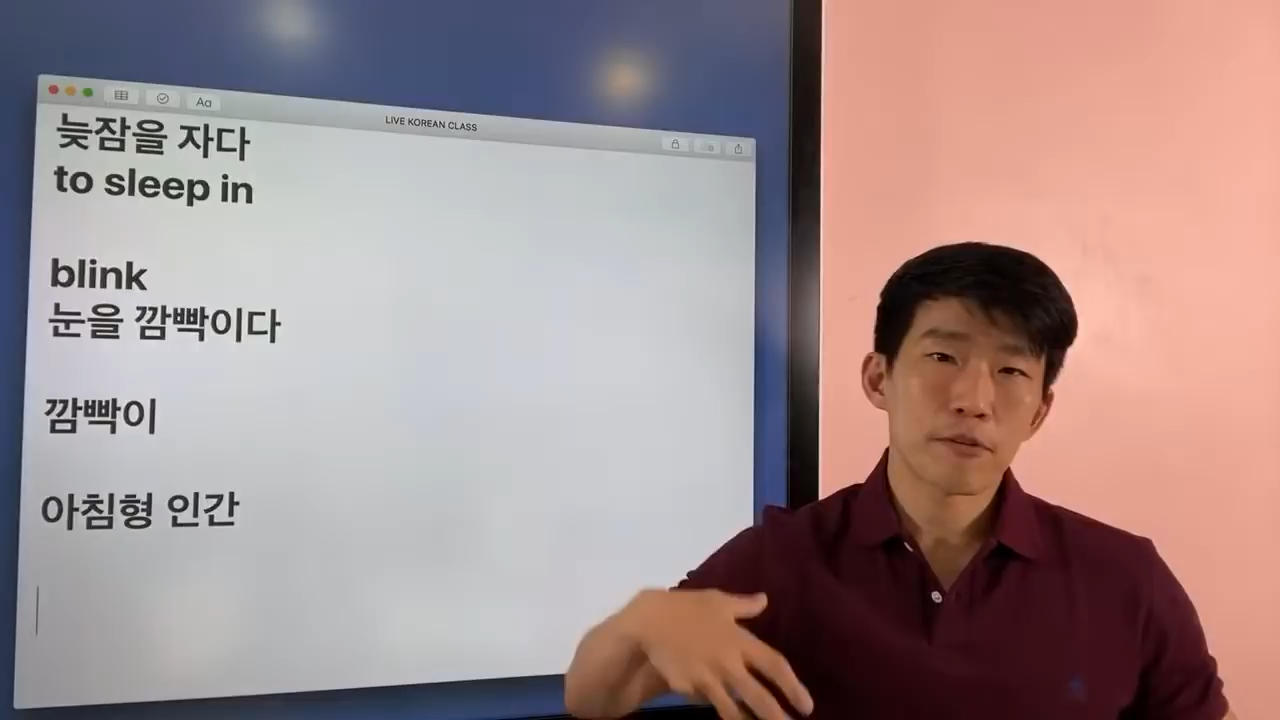 Aa
LIVE KOREAN CLASS
늦잠을 자다
to sleep in
blink
눈을 깜빡이다
깜빡이
아침형 인간